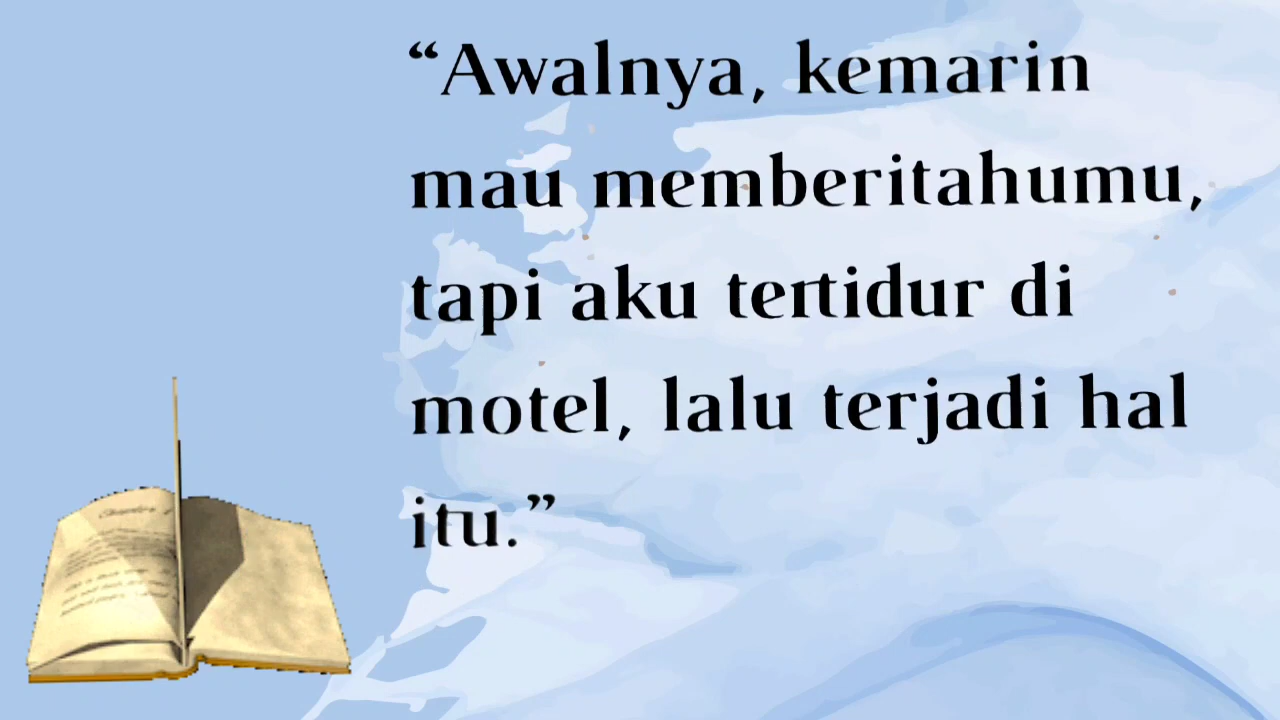 “Awalnya, kemarin
mau memberitahumu,
tapi aku tertidur di
motel, lalu terjadi hal
itu.”